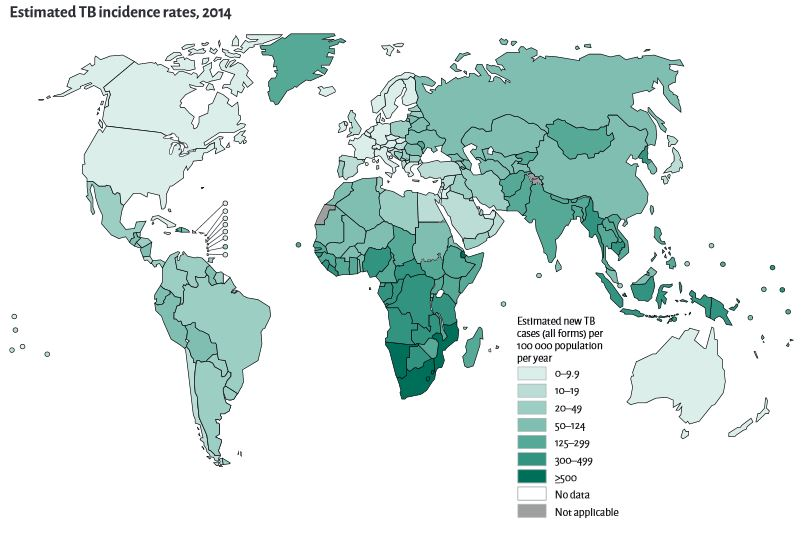 Estimated TB incidence rates, 2014
Estimated new TB
cases (all forms) per
100 000 population
per year
0–9.9
10–19
20–49
50–124
125–299
300–499
≥500
No data
Not applicable